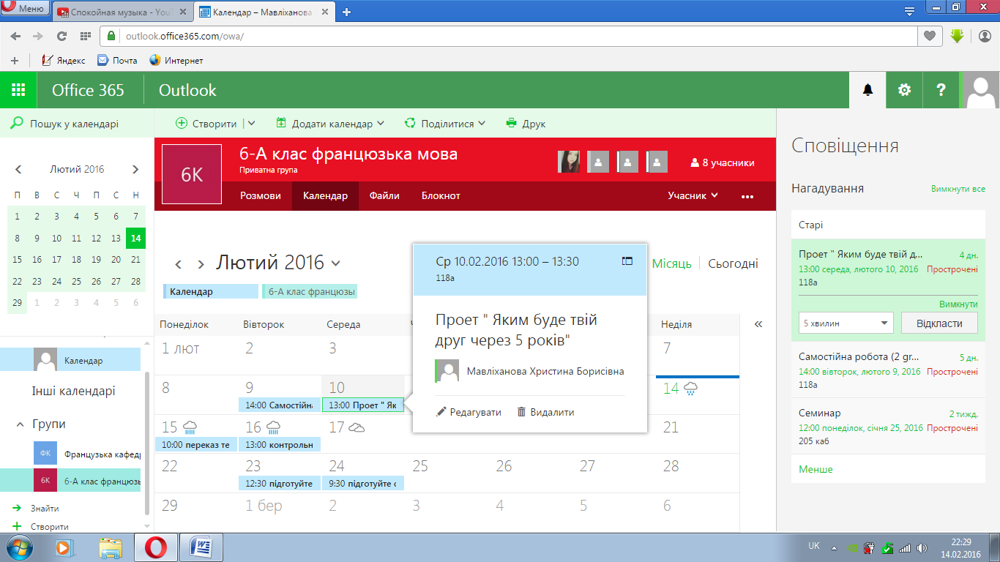 Меню
Спокойная музыка - YouT
Календар – Мавліханова
outlook.office365.com/owa/
Яндекс
Почта
Интернет
Office 365
Outlook
Пошук у календарі
Створити
Додати календар
Поділитися
Друк
Лютий 2016
П В С Ч П С Н
1 2 3 4 5 6 7
8 9 10 11 12 13 14
15 16 17 18 19 20 21
22 23 24 25 26 27 28
29 1 2 3 4 5 6
Календар
Інші календарі
Групи
ФК
Французька кафед
6К
6-А клас французь
Знайти
Створити
6К
6-А клас французька мова
Приватна група
8 учасники
Розмови
Календар
Файли
Блокнот
Учасник
Лютий 2016
Місяць
Сьогодні
Календар
6-А клас французы
Понеділок
Вівторок
Середа
Неділя
1 лют
2
3
7
8
9
10
14
14:00 Самостійна
13:00 Проет " Як
15
16
17
21
10:00 переказ те
13:00 контрольн
22
23
24
25
26
27
28
12:30 підготуйте
9:30 підготуйте с
29
1 бер
2
3
4
5
6
Ср 10.02.2016 13:00 – 13:30
118а
Проет " Яким буде твій
друг через 5 років"
Мавліханова Христина Борисівна
Редагувати
Видалити
Сповіщення
Нагадування
Вимкнути все
Старі
Проет " Яким буде твій д...
4 дн.
13:00 середа, лютого 10, 2016
Прострочені
118а
Вимкнути
5 хвилин
Відкласти
Самостійна робота (2 gr...
5 дн.
14:00 вівторок, лютого 9, 2016
Прострочені
118а
Семинар
2 тижд.
12:00 понеділок, січня 25, 2016
Прострочені
205 каб
Менше
UK
22:29
14.02.2016